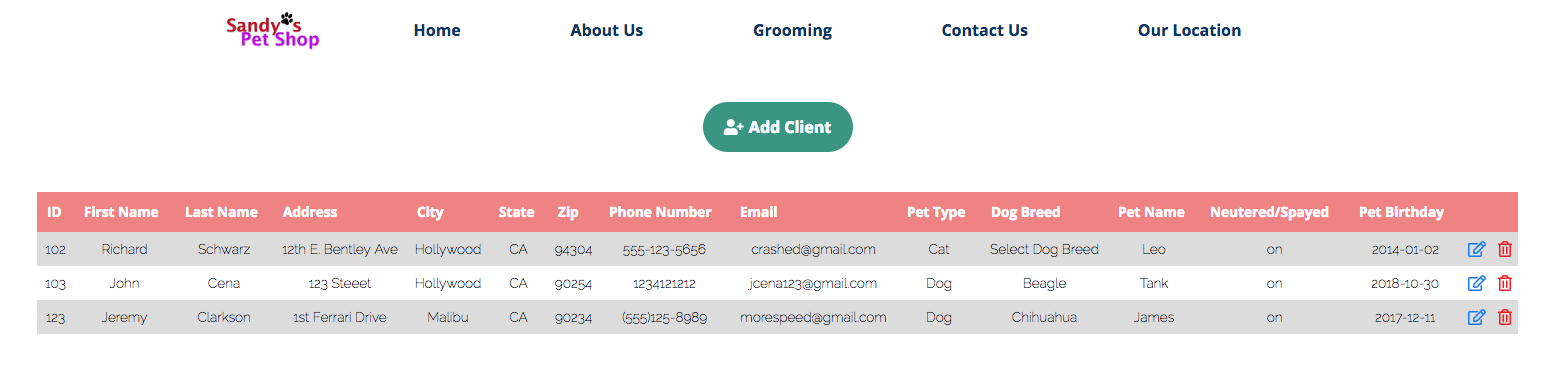 Sandy's
Pet Shop
Home About Us Grooming Contact Us Our Location
Add Client
ID First Name Last Name Address City State Zip Phone Number Email Pet Type Dog Breed Pet Name Neutered/Spayed Pet Birthday
102 Richard Schwarz 12th E. Bentley Ave Hollywood CA 94304 555-123-5656 crashed@gmail.com Cat Select Dog Breed Leo on 2014-01-02
103 John Cena 123 Steeet Hollywood CA 90254 1234121212 jcena123@gmail.com Dog Beagle Tank on 2018-10-30
123 Jeremy Clarkson 1st Ferrari Drive Malibu CA 90234 (555)125-8989 morespeed@gmail.com Dog Chihuahua James on 2017-12-11